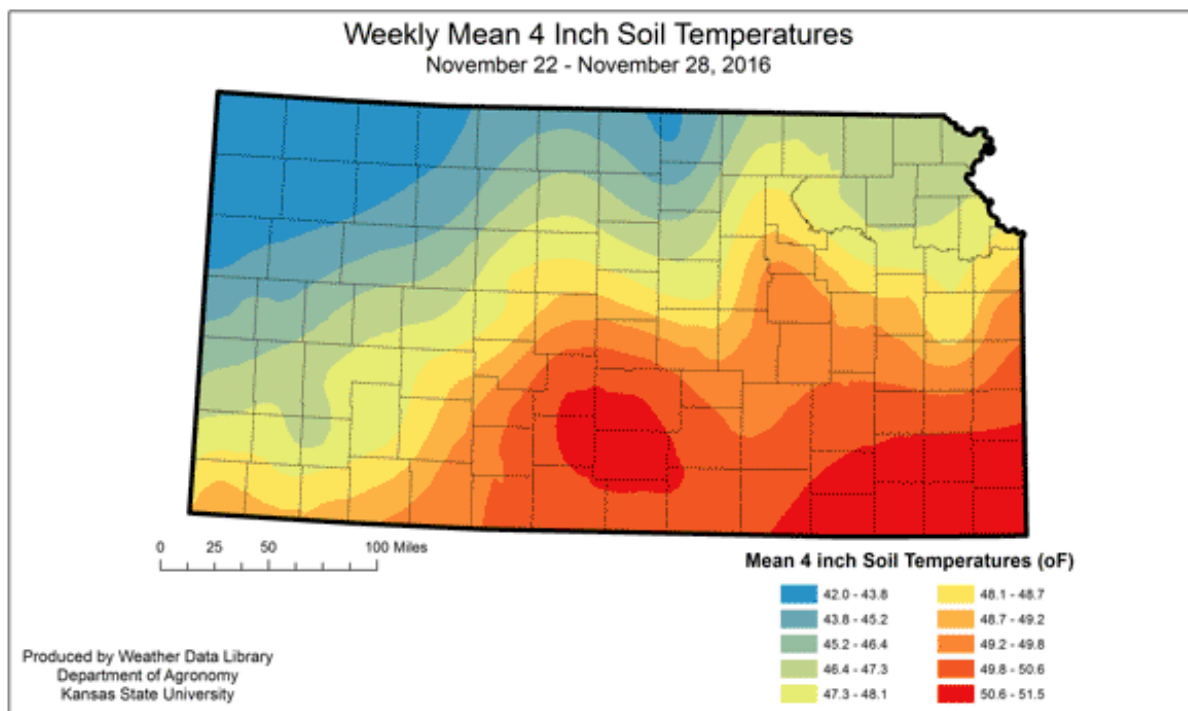 Weekly Mean 4 Inch Soil Temperatures
November 22 - November 28, 2016
0 25 50 100 Miles
Mean 4 inch Soil Temperatures (oF)
42.0 - 43.8
43.8 - 45.2
45.2 - 46.4
46.4 - 47.3
47.3 - 48.1
48.1 - 48.7
48.7 - 49.2
49.2 - 49.8
49.8 - 50.6
50.6 - 51.5
Produced by Weather Data Library
Department of Agronomy
Kansas State University